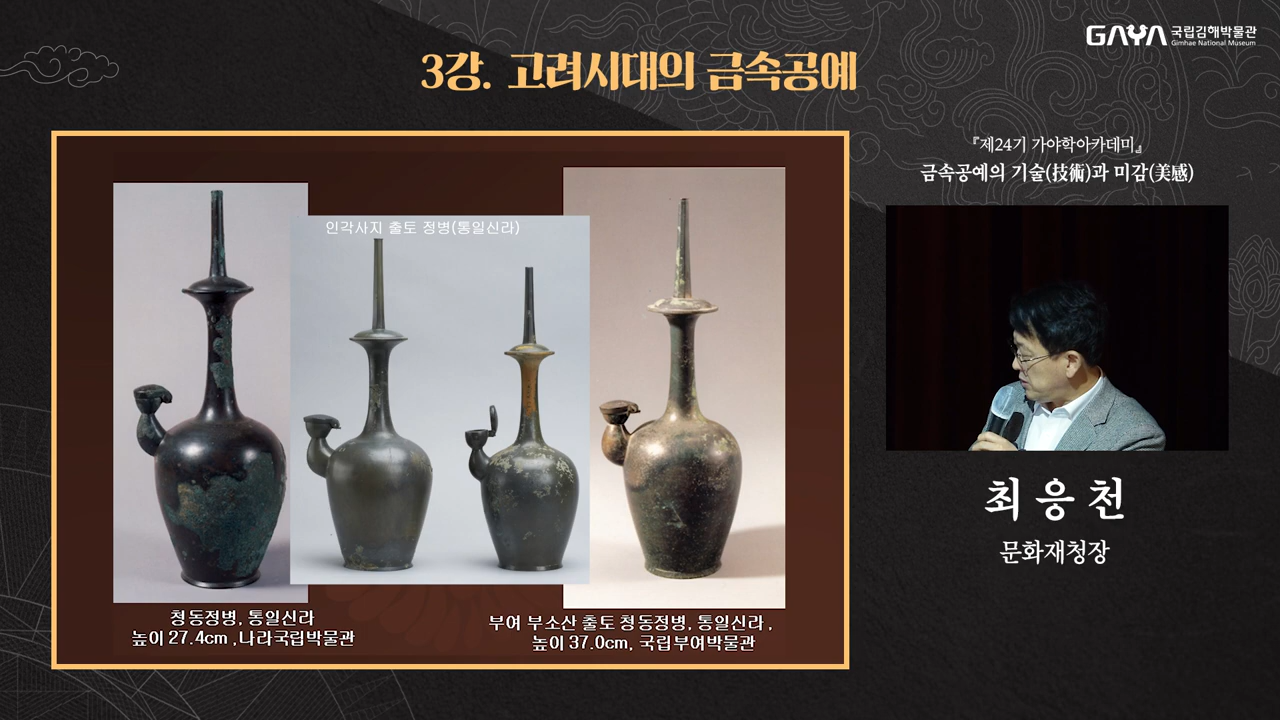 GAYA 국립김해박물관
Gimhae National Museum
3강. 고려시대의 금속공예
『제24기 가야학아카데미』
금속공예의 기술(技術)과 미감(美感)
인각사지 출토 정병(통일신라)
청동정병, 통일신라
높이 27.4cm ,나라국립박물관
부여 부소산 출토 청동정병, 통일신라 ,
높이 37.0cm, 국립부여박물관
최응천
문화재청장